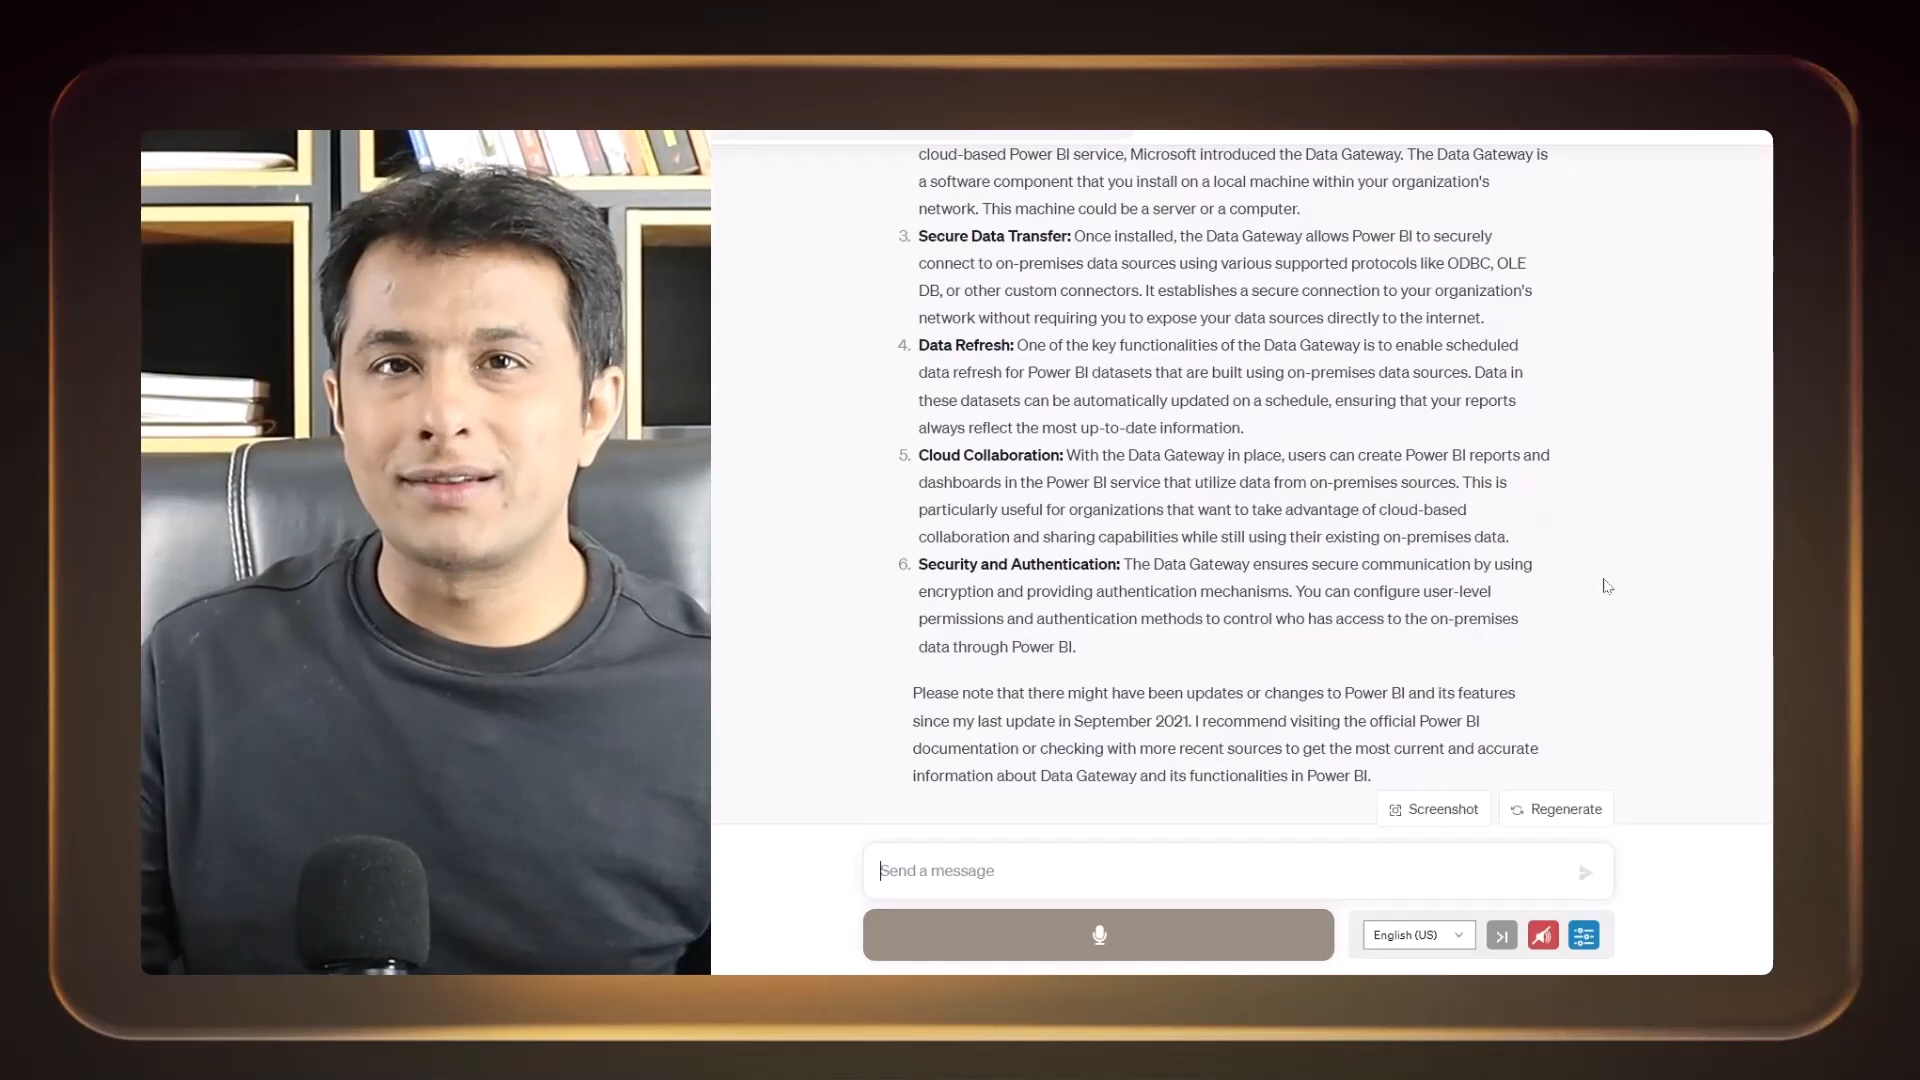 cloud-based Power BI service, Microsoft introduced the Data Gateway. The Data Gateway is
a software component that you install on a local machine within your organization's
network. This machine could be a server or a computer.
3. Secure Data Transfer: Once installed, the Data Gateway allows Power BI to securely
connect to on-premises data sources using various supported protocols like ODBC, OLE
DB, or other custom connectors. It establishes a secure connection to your organization's
network without requiring you to expose your data sources directly to the internet.
4. Data Refresh: One of the key functionalities of the Data Gateway is to enable scheduled
data refresh for Power BI datasets that are built using on-premises data sources. Data in
these datasets can be automatically updated on a schedule, ensuring that your reports
always reflect the most up-to-date information.
5. Cloud Collaboration: With the Data Gateway in place, users can create Power BI reports and
dashboards in the Power BI service that utilize data from on-premises sources. This is
particularly useful for organizations that want to take advantage of cloud-based
collaboration and sharing capabilities while still using their existing on-premises data.
6. Security and Authentication: The Data Gateway ensures secure communication by using
encryption and providing authentication mechanisms. You can configure user-level
permissions and authentication methods to control who has access to the on-premises
data through Power BI.
Please note that there might have been updates or changes to Power BI and its features
since my last update in September 2021. I recommend visiting the official Power BI
documentation or checking with more recent sources to get the most current and accurate
information about Data Gateway and its functionalities in Power BI.
Screenshot Regenerate
Send a message
English (US)